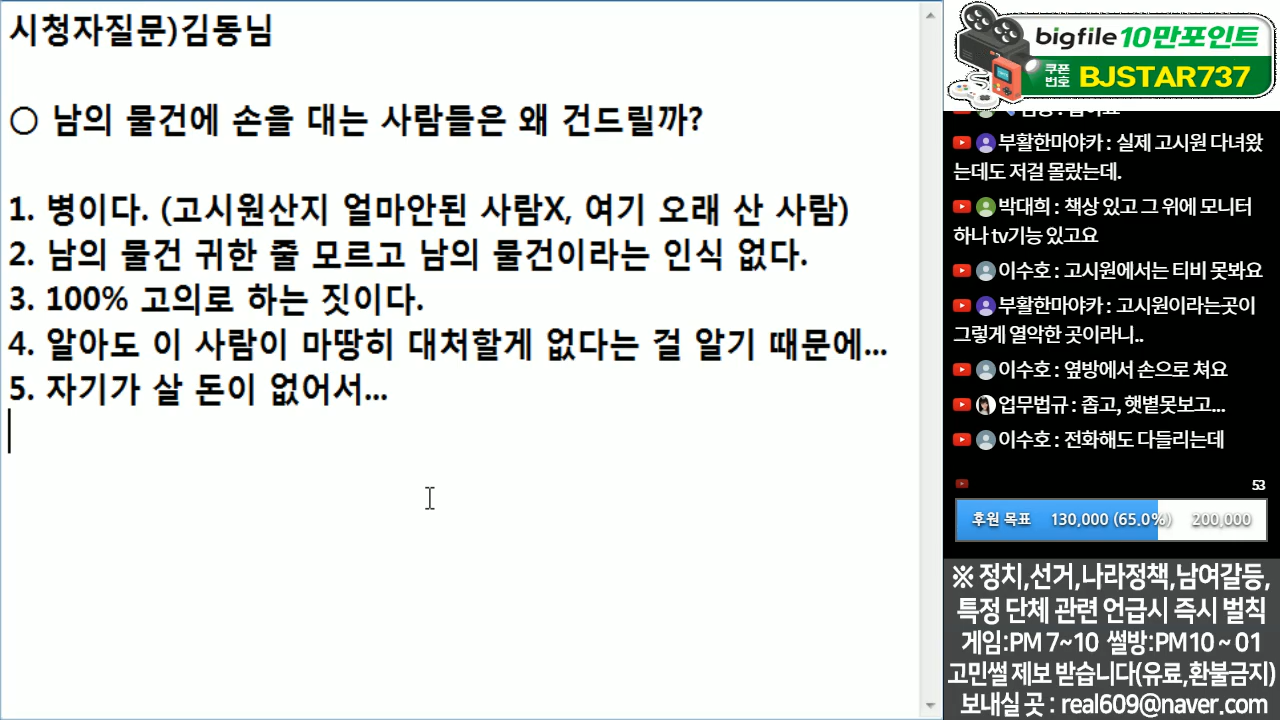 시청자질문)김동님
○ 남의 물건에 손을 대는 사람들은 왜 건드릴까?
1. 병이다. (고시원산지 얼마안된 사람X, 여기 오래 산 사람)
2. 남의 물건 귀한 줄 모르고 남의 물건이라는 인식 없다.
3. 100% 고의로 하는 짓이다.
4. 알아도 이 사람이 마땅히 대처할게 없다는 걸 알기 때문에...
5. 자기가 살 돈이 없어서...
bigfile 10만포인트
쿠폰번호 BJSTAR737
부활한마야카 : 실제 고시원 다녀왔
는데도 저걸 몰랐는데.
박대희 : 책상 있고 그 위에 모니터
하나 tv기능 있고요
이수호 : 고시원에서는 티비 못봐요
부활한마야카 : 고시원이라는곳이
그렇게 열악한 곳이라니..
이수호 : 옆방에서 손으로 쳐요
업무법규 : 좁고, 햇볕못보고...
이수호 : 전화해도 다들리는데
53
후원 목표 130,000 (65.0%) 200,000
※ 정치,선거,나라정책,남여갈등,
특정 단체 관련 언급시 즉시 벌칙
게임:PM 7~10 썰방:PM10 ~ 01
고민썰 제보 받습니다(유료,환불금지)
보내실 곳 : real609@naver.com